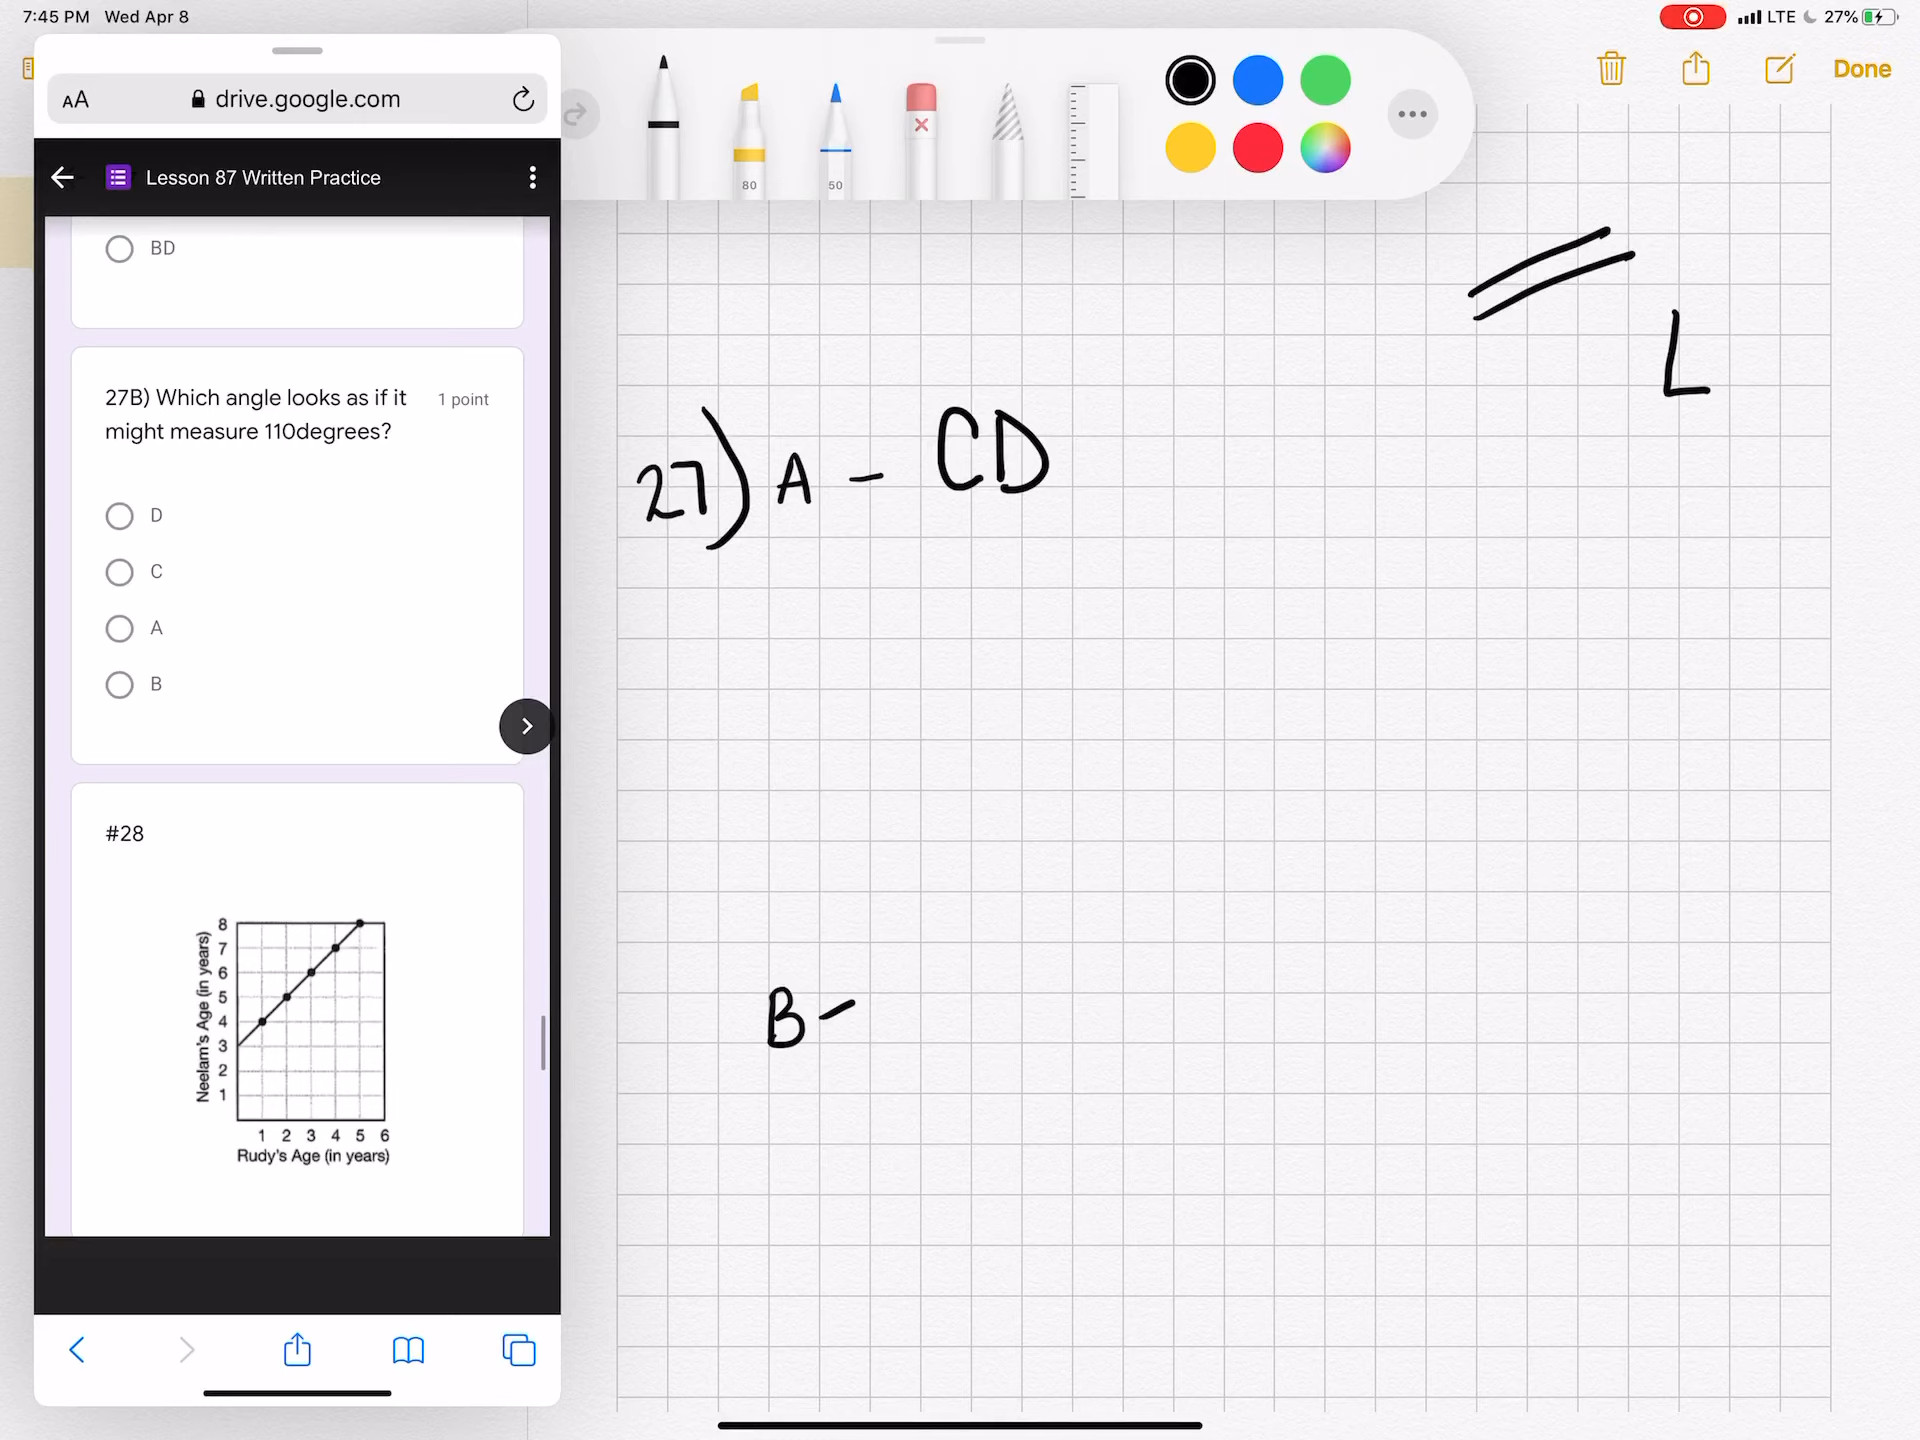 7:45 PM Wed Apr 8
LTE 27%
AA drive.google.com
Done
80
50
Lesson 87 Written Practice
BD
27B) Which angle looks as if it
might measure 110degrees?
1 point
D
C
A
B
#28
8
7
6
5
4
3
2
1
Neelam's Age (in years)
1 2 3 4 5 6
Rudy's Age (in years)
L
27) A - CD
B -